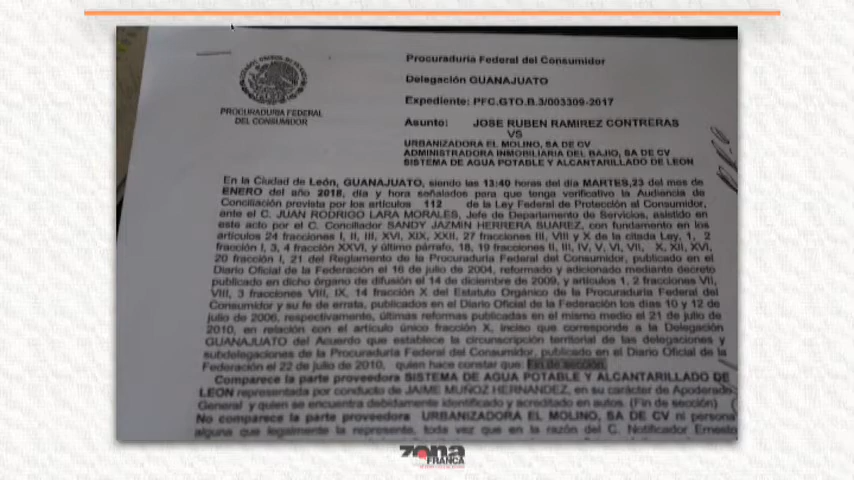 Procuraduría Federal del Consumidor
Delegación GUANAJUATO
Expediente: PFC.GTO.B.3/003309-2017
PROCURADURÍA FEDERAL
DEL CONSUMIDOR
Asunto: JOSE RUBEN RAMIREZ CONTRERAS
VS
URBANIZADORA EL MOLINO, SA DE CV
ADMINISTRADORA INMOBILIARIA DEL BAJIO, SA DE CV
SISTEMA DE AGUA POTABLE Y ALCANTARILLADO DE LEON
En la Ciudad de León, GUANAJUATO, siendo las 13:40 horas del día MARTES,23 del mes de
ENERO del año 2018, día y hora señalados para que tenga verificativo la Audiencia de
Conciliación prevista por los artículos 112 de la Ley Federal de Protección al Consumidor,
ante el C. JUAN RODRIGO LARA MORALES, Jefe de Departamento de Servicios, asistido en
este acto por el C. Conciliador SANDY JAZMIN HERRERA SUAREZ, con fundamento en los
artículos 24 fracciones I, II, III, XVI, XIX, XXII, 27 fracciones III, VIII y X de la citada Ley, 1, 2
fracción I, 3, 4 fracción XXVI, y último párrafo, 18, 19 fracciones II, III, IV, V, VI, VII, X, XII, XVI,
20 fracción I, 21 del Reglamento de la Procuraduría Federal del Consumidor, publicado en el
Diario Oficial de la Federación el 16 de julio de 2004, reformado y adicionado mediante decreto
publicado en dicho órgano de difusión el 14 de diciembre de 2009, y artículos 1, 2 fracciones VII,
VIII, 3 fracciones VIII, IX, 14 fracción X del Estatuto Orgánico de la Procuraduría Federal del
Consumidor y su fe de errata, publicados en el Diario Oficial de la Federación los días 10 y 12 de
julio de 2006, respectivamente, últimas reformas publicadas en el mismo medio el 21 de julio de
2010, en relación con el artículo único fracción X, inciso que corresponde a la Delegación
GUANAJUATO del Acuerdo que establece la circunscripción territorial de las delegaciones y
subdelegaciones de la Procuraduría Federal del Consumidor, publicado en el Diario Oficial de la
Federación el 22 de julio de 2010, quien hace constar que Fin de sección.
Comparece la parte proveedora SISTEMA DE AGUA POTABLE Y ALCANTARILLADO DE
LEON representada por conducto de JAIME MUÑOZ HERNANDEZ, en su carácter de Apoderado
General y quien se encuentra debidamente identificado y acreditado en autos. (Fin de sección)
No comparece la parte proveedora URBANIZADORA EL MOLINO, SA DE CV ni persona
alguna que legalmente la represente, toda vez que en la razón del C. Notificador Ernesto
zona
FRANCA